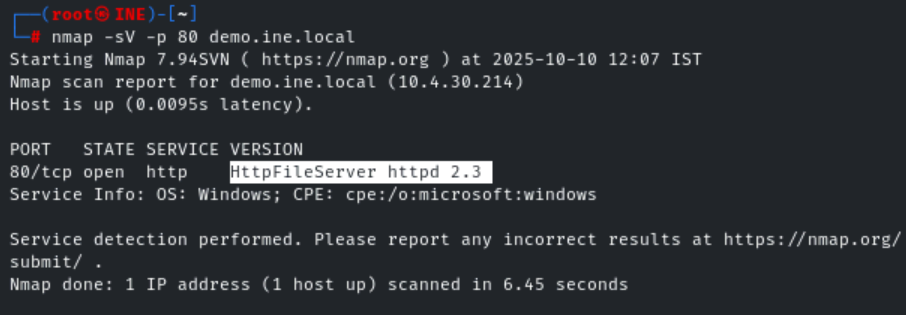 ┌──(root㉿INE)-[~]
└─# nmap -sV -p 80 demo.ine.local
Starting Nmap 7.94SVN ( https://nmap.org ) at 2025-10-10 12:07 IST
Nmap scan report for demo.ine.local (10.4.30.214)
Host is up (0.0095s latency).

PORT   STATE SERVICE VERSION
80/tcp open  http    HttpFileServer httpd 2.3
Service Info: OS: Windows; CPE: cpe:/o:microsoft:windows

Service detection performed. Please report any incorrect results at https://nmap.org/
submit/ .
Nmap done: 1 IP address (1 host up) scanned in 6.45 seconds